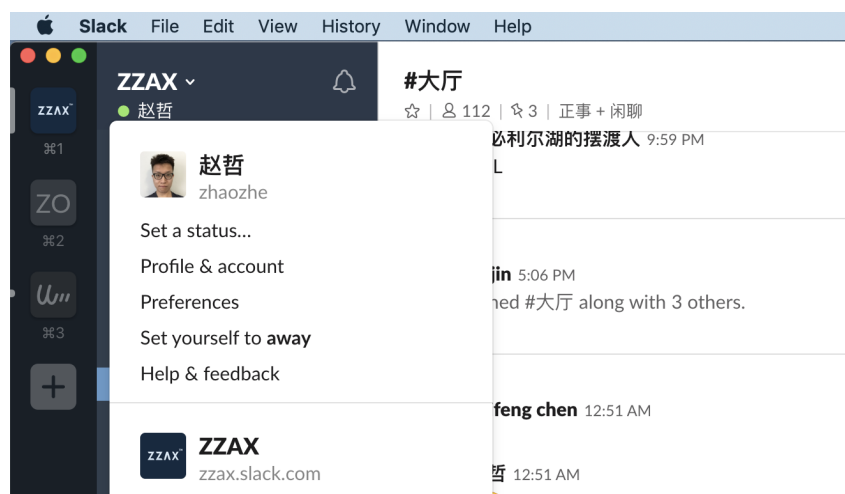 Slack File Edit View History Window Help
ZZAX
赵哲
ZZAX
⌘1
ZO
⌘2
⌘3
赵哲
zhaozhe
Set a status...
Profile & account
Preferences
Set yourself to away
Help & feedback
ZZAX
ZZAX
zzax.slack.com
#大厅
112 | 3 | 正事 + 闲聊
必利尔湖的摆渡人 9:59 PM
L
jin 5:06 PM
ned #大厅 along with 3 others.
feng chen 12:51 AM
哲 12:51 AM